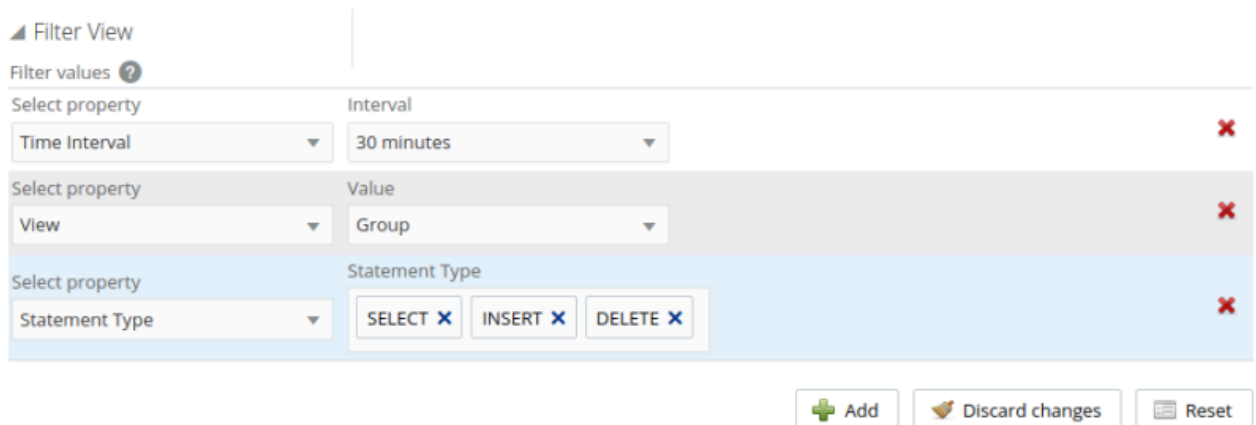 Filter View
Filter values ?
Select property Interval
Time Interval 30 minutes
Select property Value
View Group
Select property Statement Type
Statement Type SELECT INSERT DELETE
Add Discard changes Reset